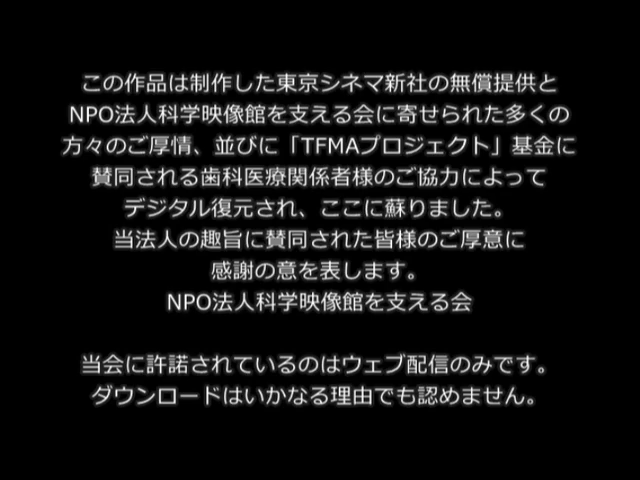 この作品は制作した東京シネマ新社の無償提供と
NPO法人科学映像館を支える会に寄せられた多くの
方々のご厚情、並びに「TFMAプロジェクト」基金に
賛同される歯科医療関係者様のご協力によって
デジタル復元され、ここに蘇りました。
当法人の趣旨に賛同された皆様のご厚意に
感謝の意を表します。
NPO法人科学映像館を支える会
当会に許諾されているのはウェブ配信のみです。
ダウンロードはいかなる理由でも認めません。